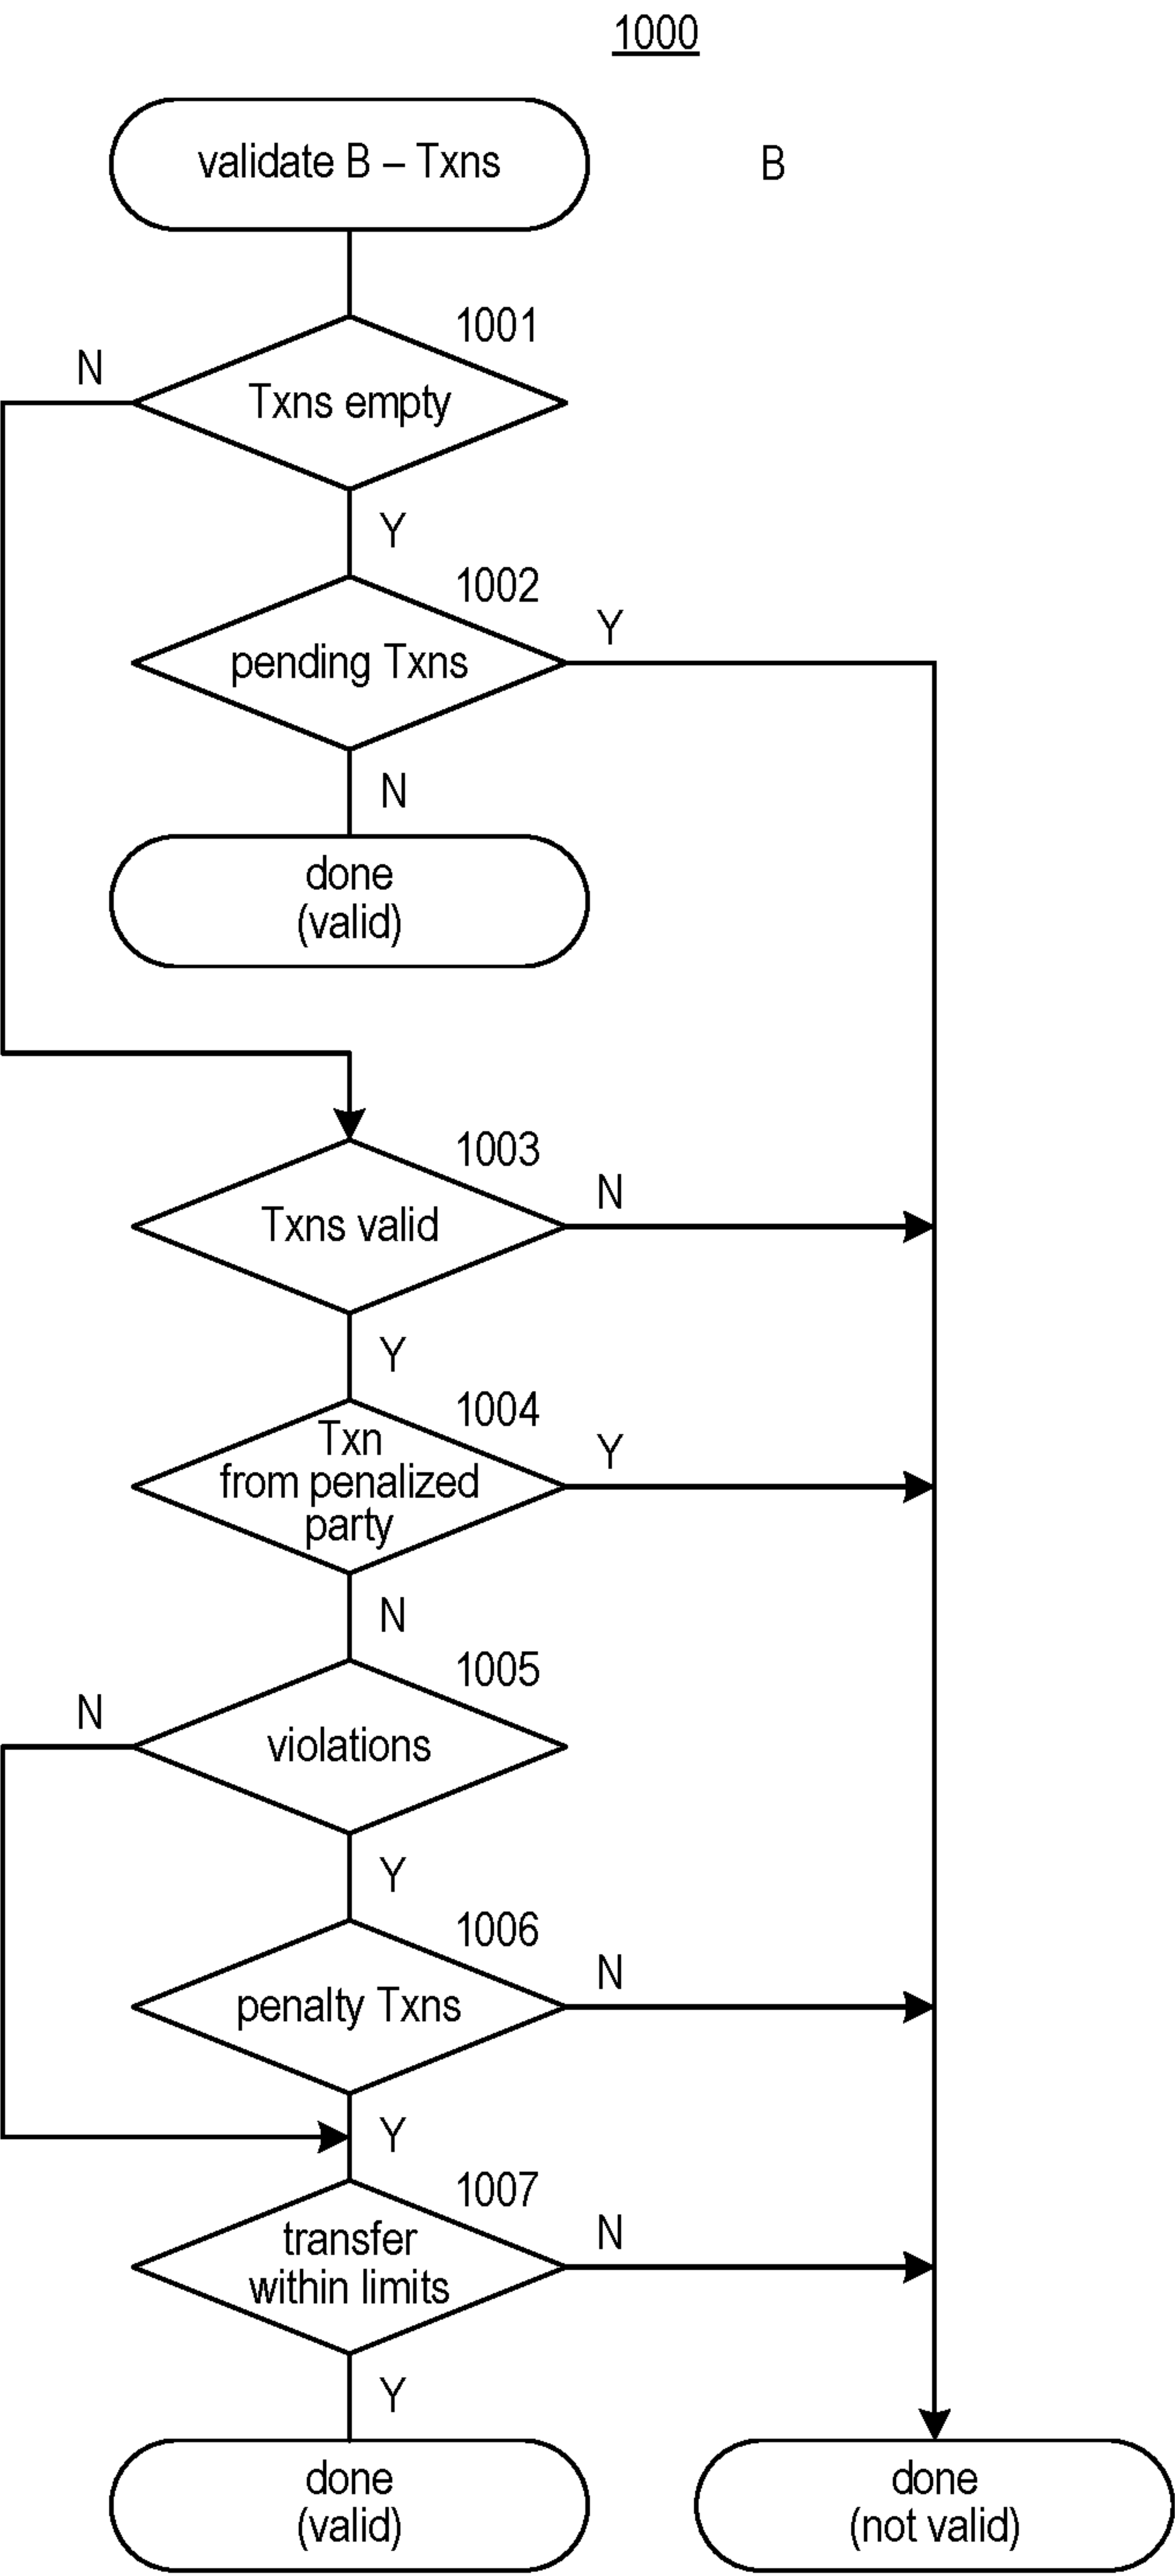 1000
validate B – Txns
B
1001
N
Txns empty
Y
1002
Y
pending Txns
N
done
(valid)
1003
N
Txns valid
Y
1004
Txn
Y
from penalized
party
N
1005
N
violations
Y
1006
N
penalty Txns
Y
1007
N
transfer
within limits
Y
done
(valid)
done
(not valid)